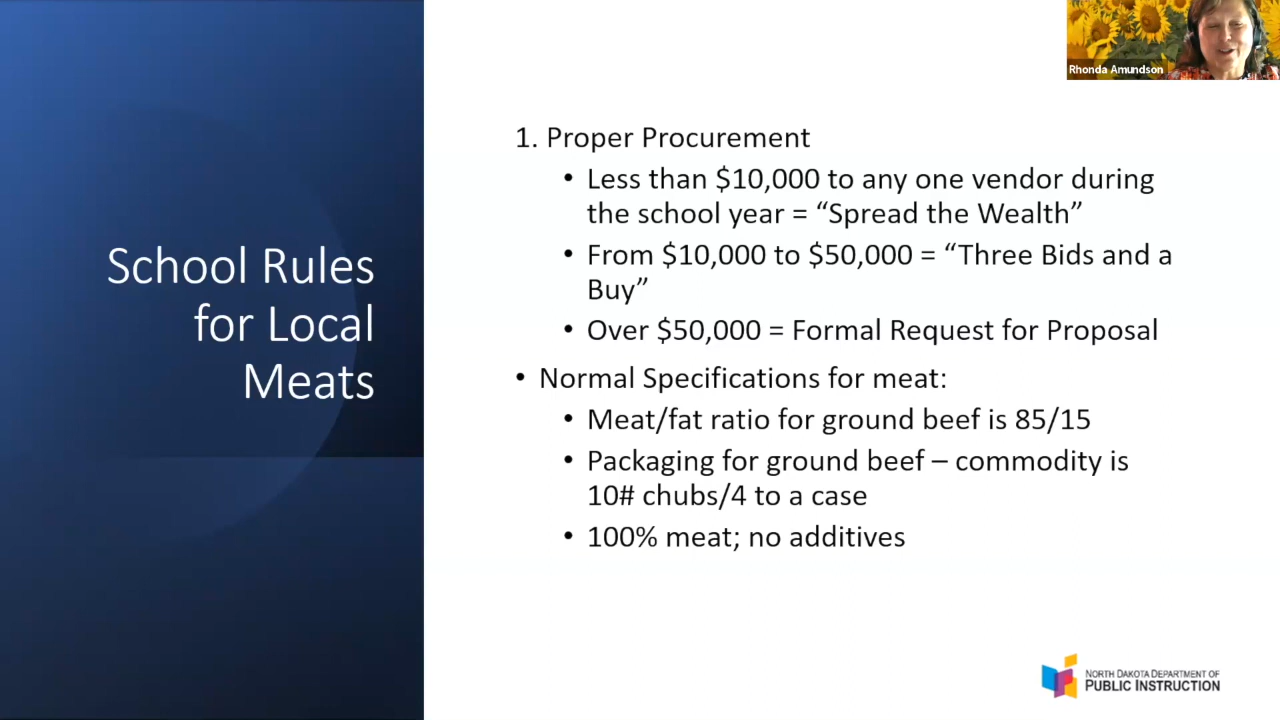 Rhonda Amundson
School Rules
for Local
Meats
1. Proper Procurement
• Less than $10,000 to any one vendor during
the school year = “Spread the Wealth”
• From $10,000 to $50,000 = “Three Bids and a
Buy”
• Over $50,000 = Formal Request for Proposal
• Normal Specifications for meat:
• Meat/fat ratio for ground beef is 85/15
• Packaging for ground beef – commodity is
10# chubs/4 to a case
• 100% meat; no additives
NORTH DAKOTA DEPARTMENT OF
PUBLIC INSTRUCTION